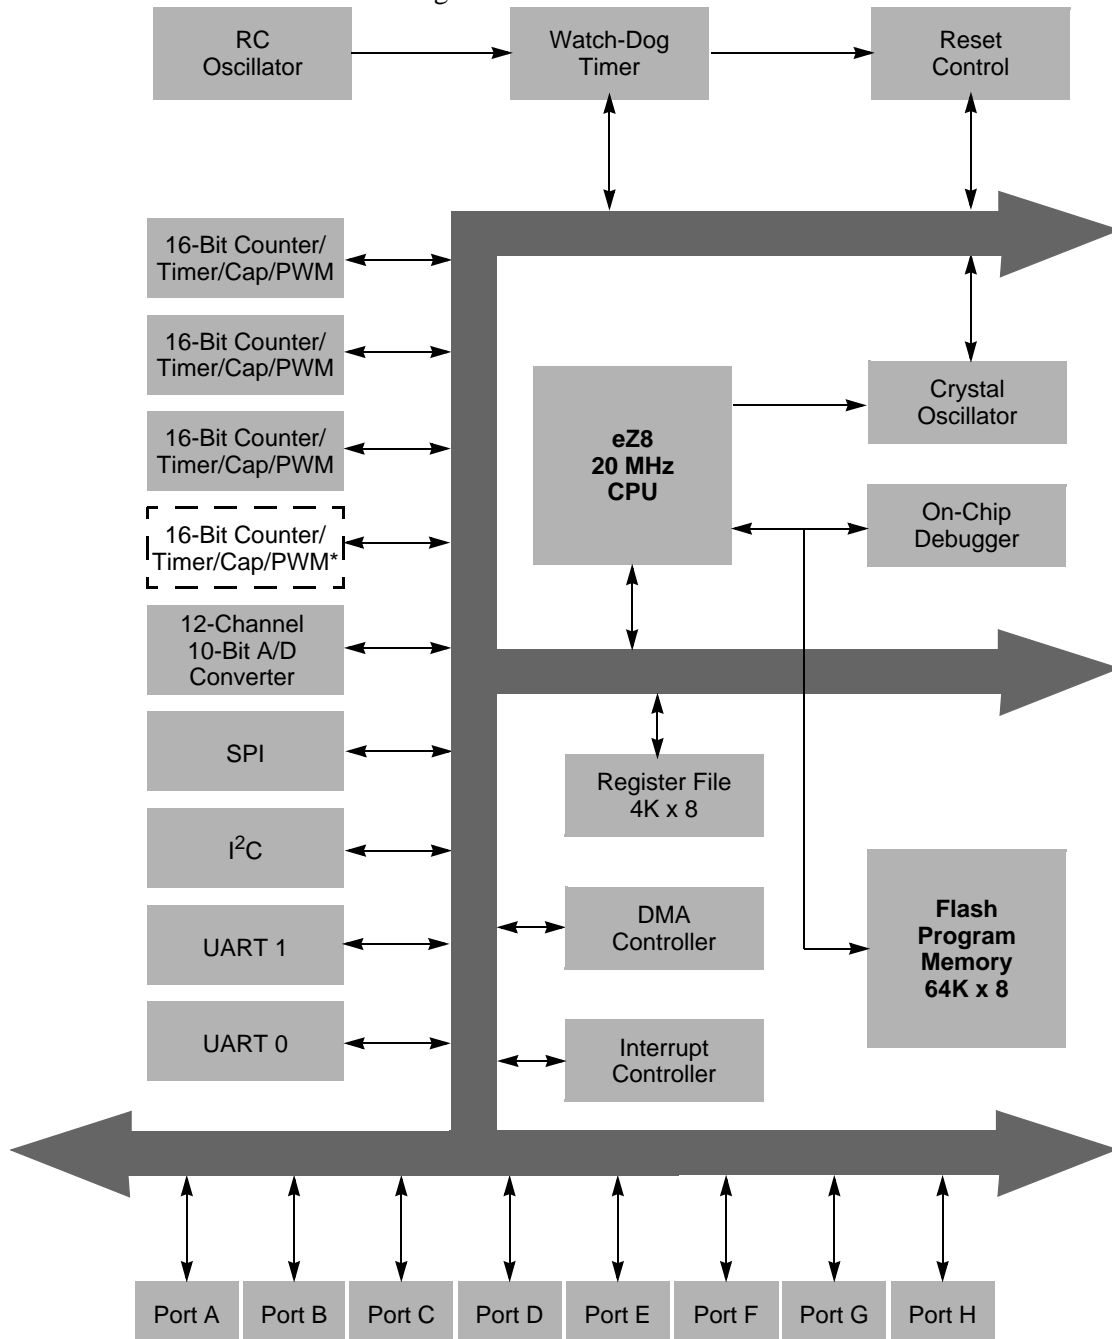 RC
Oscillator
Watch-Dog
Timer
Reset
Control
16-Bit Counter/
Timer/Cap/PWM
16-Bit Counter/
Timer/Cap/PWM
16-Bit Counter/
Timer/Cap/PWM
16-Bit Counter/
Timer/Cap/PWM*
12-Channel
10-Bit A/D
Converter
SPI
I²C
UART 1
UART 0
eZ8
20 MHz
CPU
Crystal
Oscillator
On-Chip
Debugger
Register File
4K x 8
DMA
Controller
Interrupt
Controller
Flash
Program
Memory
64K x 8
Port A
Port B
Port C
Port D
Port E
Port F
Port G
Port H